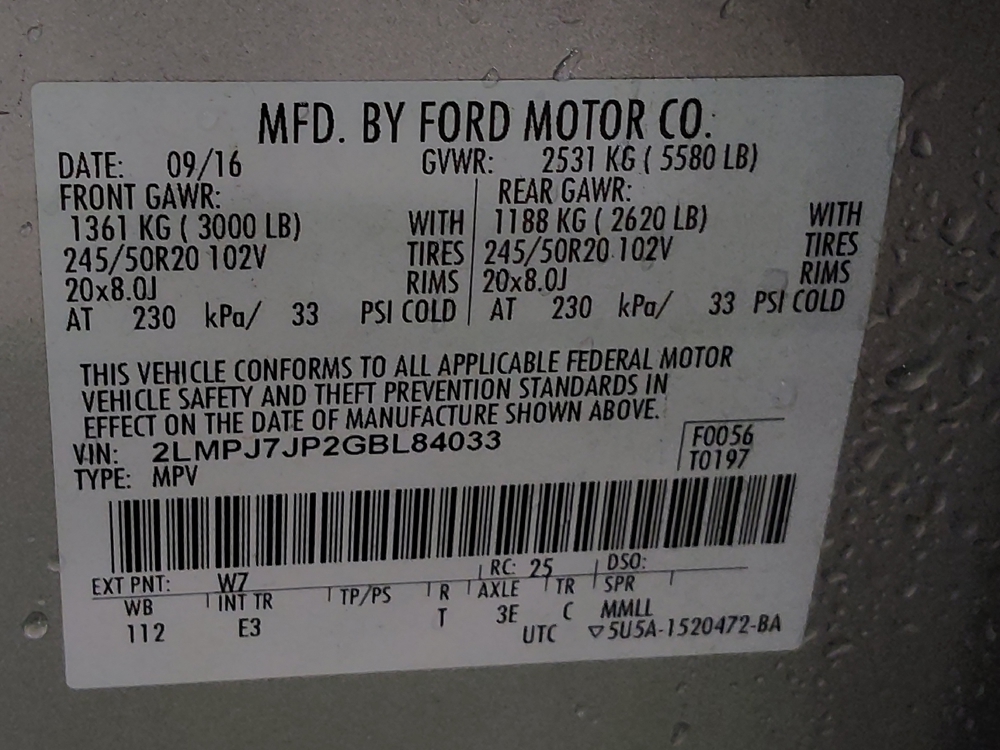 MFD. BY FORD MOTOR CO.
DATE: 09/16 GVWR: 2531 KG ( 5580 LB)
FRONT GAWR: REAR GAWR:
1361 KG ( 3000 LB) WITH 1188 KG ( 2620 LB) WITH
245/50R20 102V TIRES 245/50R20 102V TIRES
20x8.0J RIMS 20x8.0J RIMS
AT 230 kPa/ 33 PSI COLD AT 230 kPa/ 33 PSI COLD
THIS VEHICLE CONFORMS TO ALL APPLICABLE FEDERAL MOTOR
VEHICLE SAFETY AND THEFT PREVENTION STANDARDS IN
EFFECT ON THE DATE OF MANUFACTURE SHOWN ABOVE.
VIN: 2LMPJ7JP2GBL84033 F0056
TYPE: MPV T0197
EXT PNT: W7 RC: 25 DSO:
WB INT TR TP/PS R AXLE TR SPR
112 E3 T 3E C MMLL
UTC ▽5U5A-1520472-BA